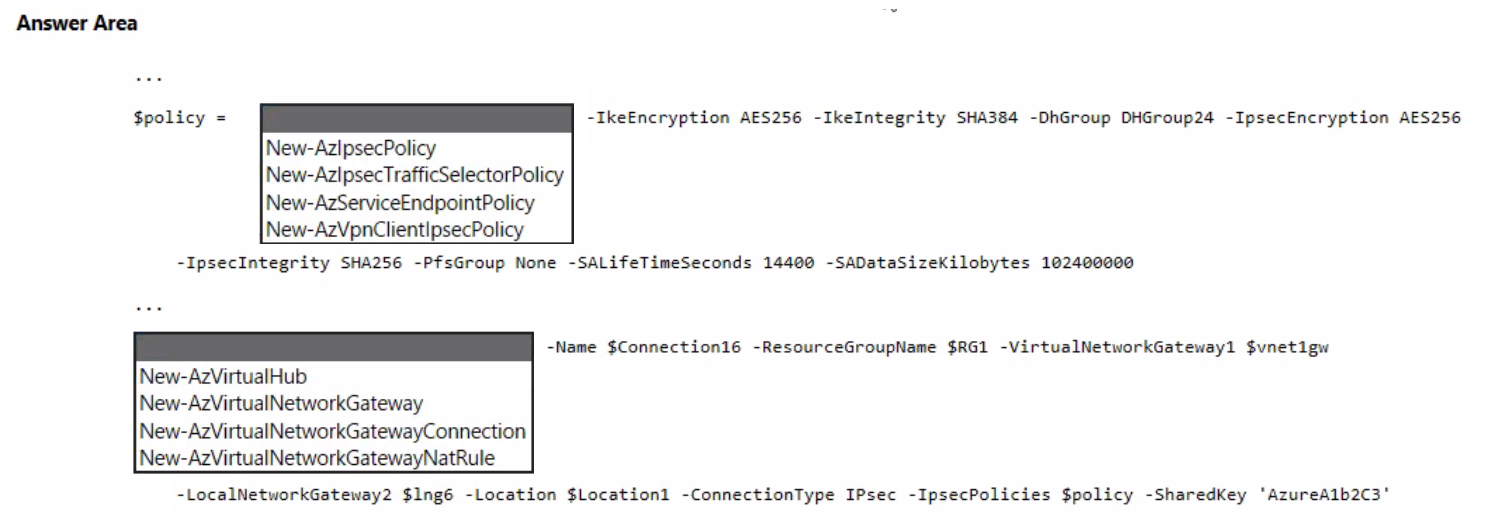 Answer Area
...
$policy = -IkeEncryption AES256 -IkeIntegrity SHA384 -DhGroup DHGroup24 -IpsecEncryption AES256
New-AzIpsecPolicy
New-AzIpsecTrafficSelectorPolicy
New-AzServiceEndpointPolicy
New-AzVpnClientIpsecPolicy
-IpsecIntegrity SHA256 -PfsGroup None -SALifeTimeSeconds 14400 -SADataSizeKilobytes 102400000
...
-Name $Connection16 -ResourceGroupName $RG1 -VirtualNetworkGateway1 $vnet1gw
New-AzVirtualHub
New-AzVirtualNetworkGateway
New-AzVirtualNetworkGatewayConnection
New-AzVirtualNetworkGatewayNatRule
-LocalNetworkGateway2 $lng6 -Location $Location1 -ConnectionType IPsec -IpsecPolicies $policy -SharedKey 'AzureA1b2C3'